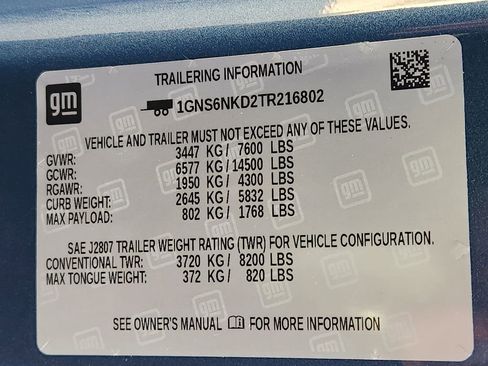 gm
TRAILERING INFORMATION
1GNS6NKD2TR216802
VEHICLE AND TRAILER MUST NOT EXCEED ANY OF THESE VALUES.
GVWR: 3447 KG / 7600 LBS
GCWR: 6577 KG / 14500 LBS
RGAWR: 1950 KG / 4300 LBS
CURB WEIGHT: 2645 KG / 5832 LBS
MAX PAYLOAD: 802 KG / 1768 LBS
SAE J2807 TRAILER WEIGHT RATING (TWR) FOR VEHICLE CONFIGURATION.
CONVENTIONAL TWR: 3720 KG / 8200 LBS
MAX TONGUE WEIGHT: 372 KG / 820 LBS
SEE OWNER'S MANUAL FOR MORE INFORMATION